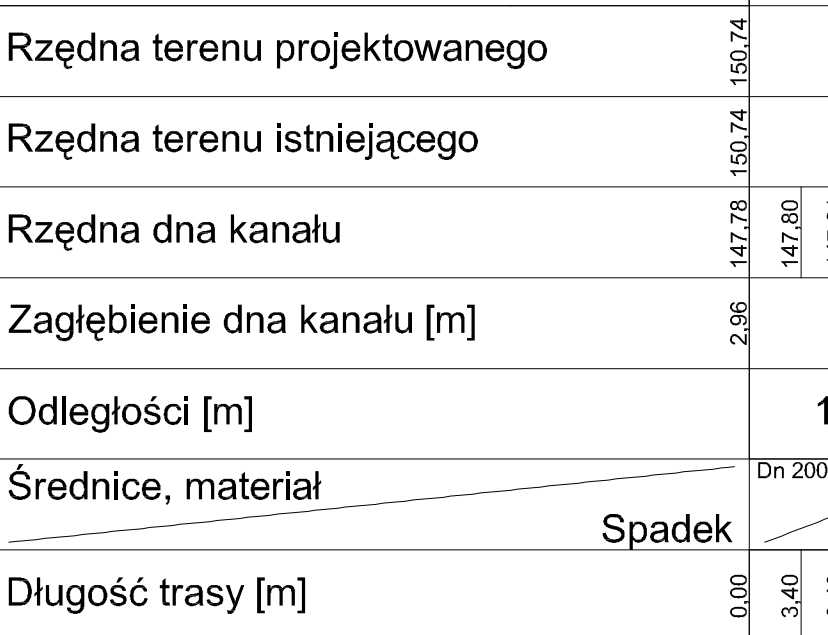 Rzędna terenu projektowanego 150,74
Rzędna terenu istniejącego 150,74
Rzędna dna kanału 147,78 147,80
Zagłębienie dna kanału [m] 2,96
Odległości [m] 1
Średnice, materiał Dn 200
Spadek
Długość trasy [m] 0,00 3,40